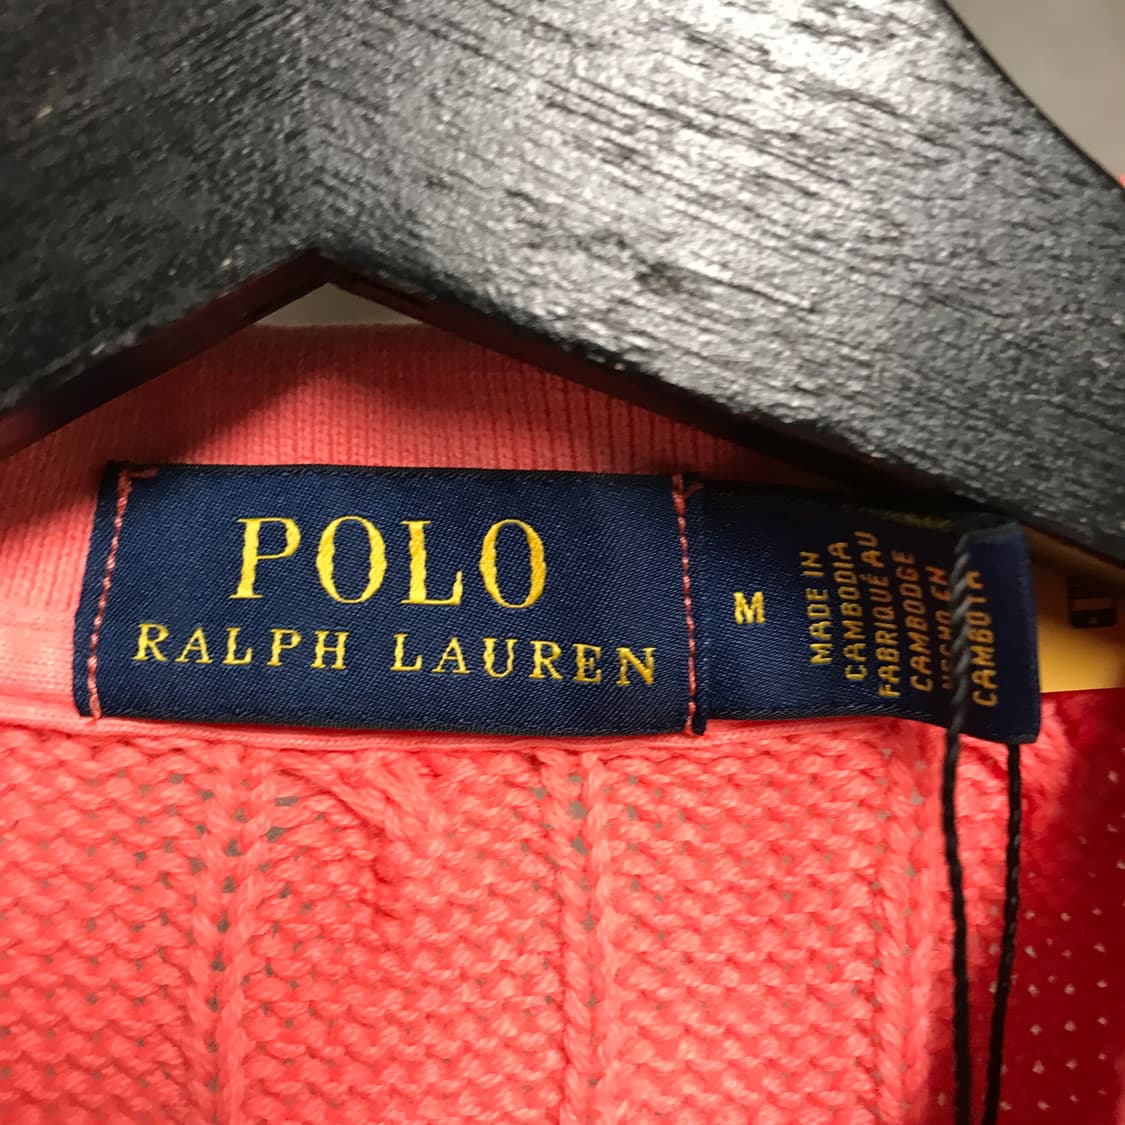 POLO
RALPH LAUREN
M
MADE IN
CAMBODIA
FABRIQUÉ AU
CAMBODGE
HECHO EN
CAMBOYA